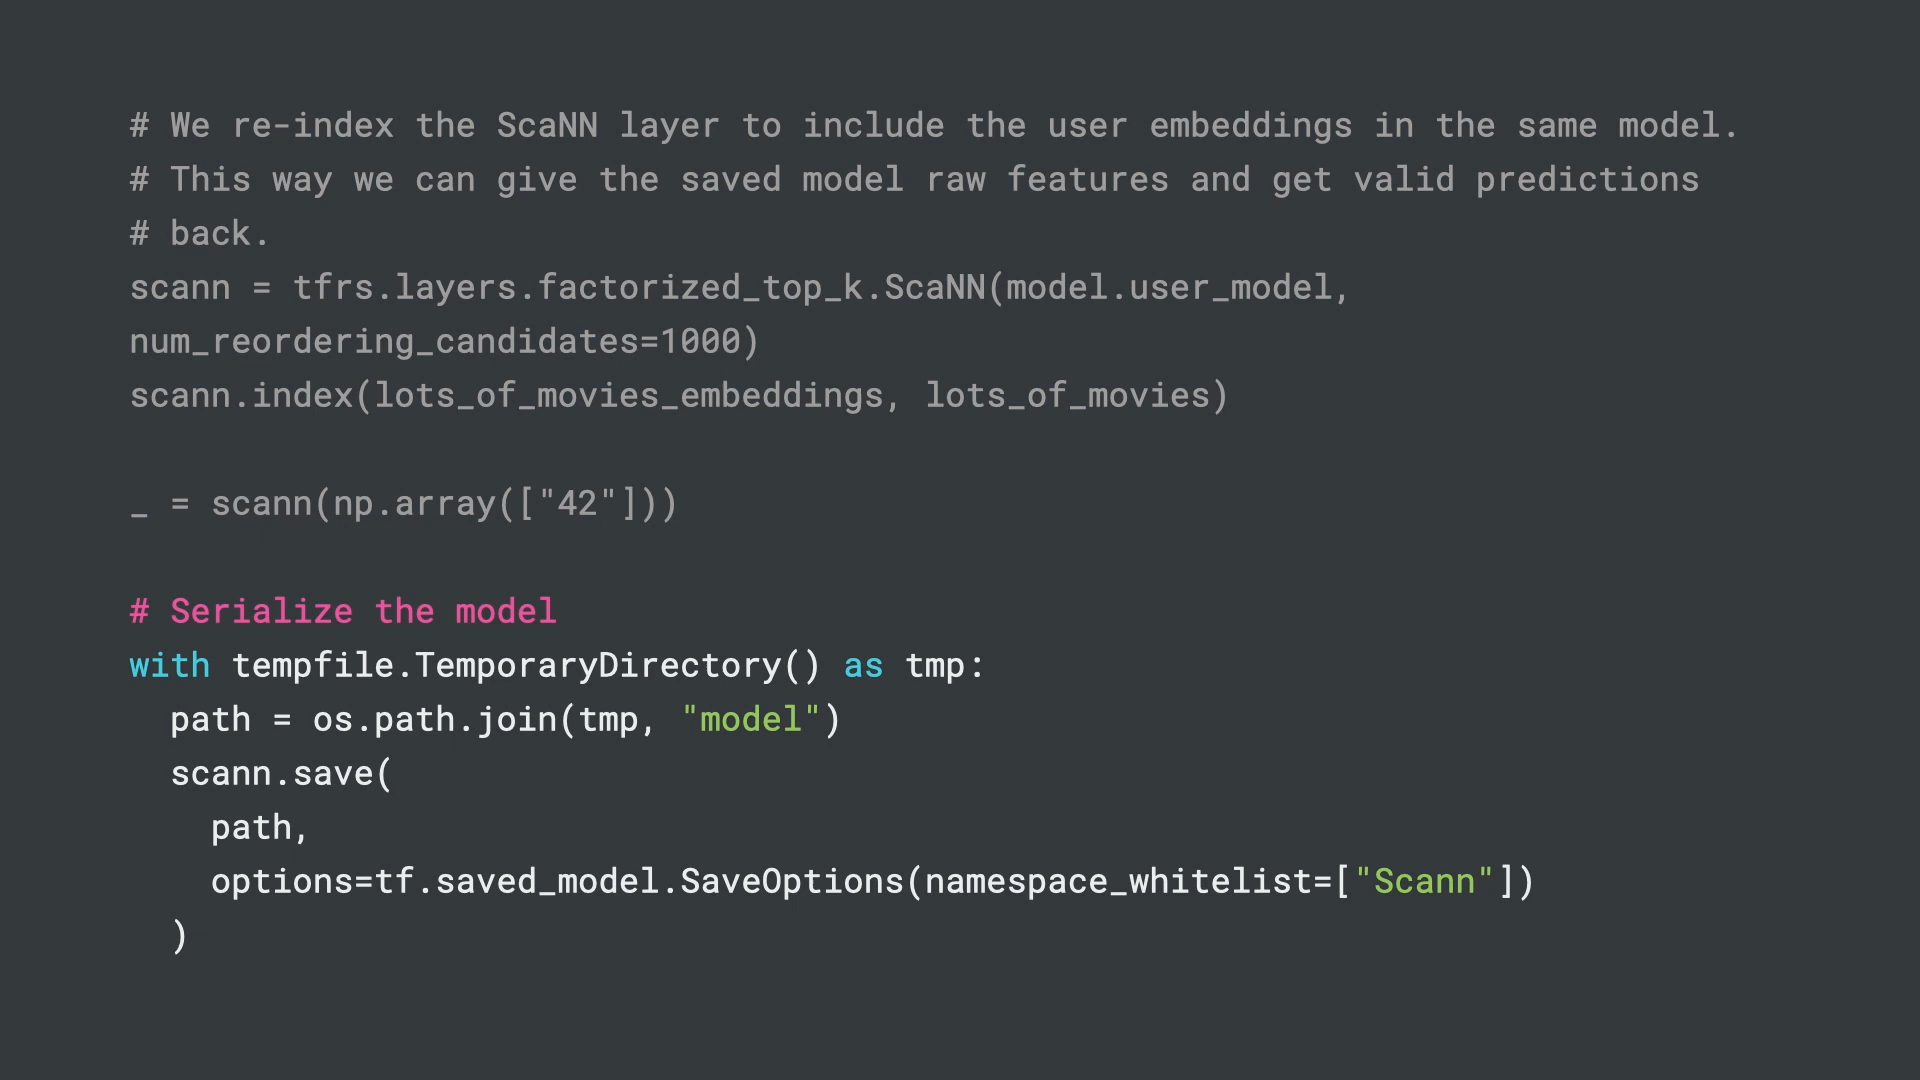 # We re-index the ScaNN layer to include the user embeddings in the same model.
# This way we can give the saved model raw features and get valid predictions
# back.
scann = tfrs.layers.factorized_top_k.ScaNN(model.user_model,
num_reordering_candidates=1000)
scann.index(lots_of_movies_embeddings, lots_of_movies)
_ = scann(np.array(["42"]))
# Serialize the model
with tempfile.TemporaryDirectory() as tmp:
  path = os.path.join(tmp, "model")
  scann.save(
    path,
    options=tf.saved_model.SaveOptions(namespace_whitelist=["Scann"])
  )